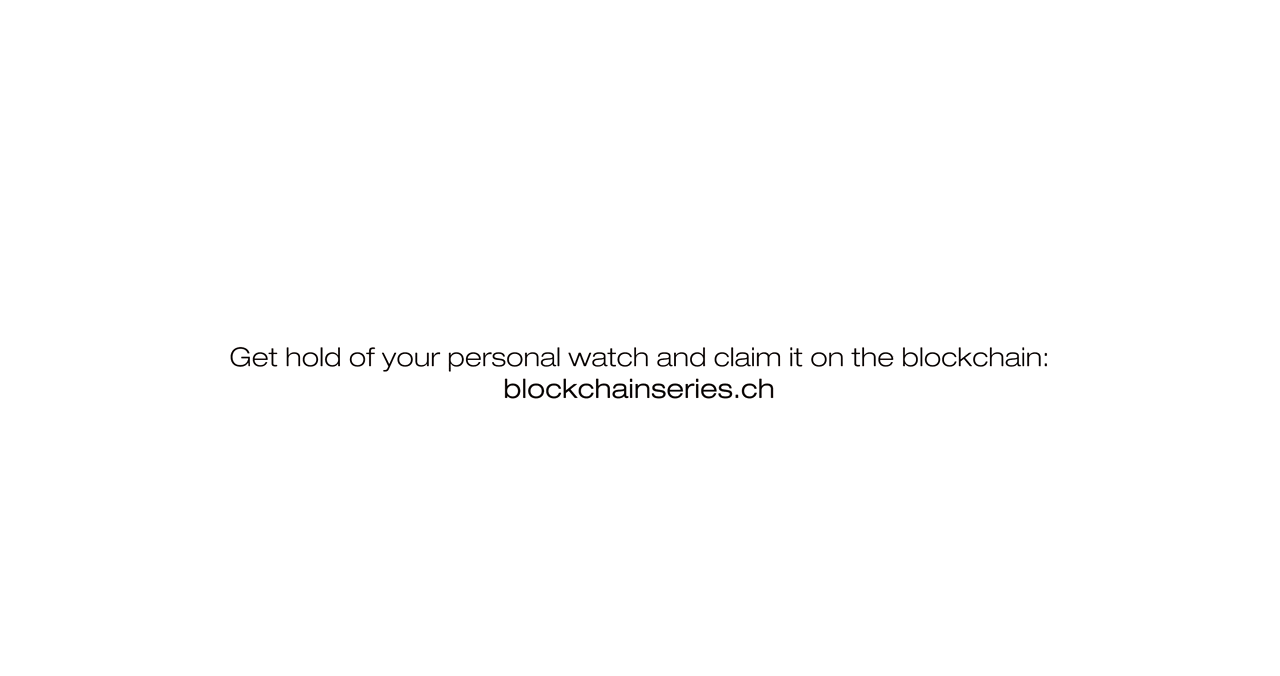 Get hold of your personal watch and claim it on the blockchain:
blockchainseries.ch